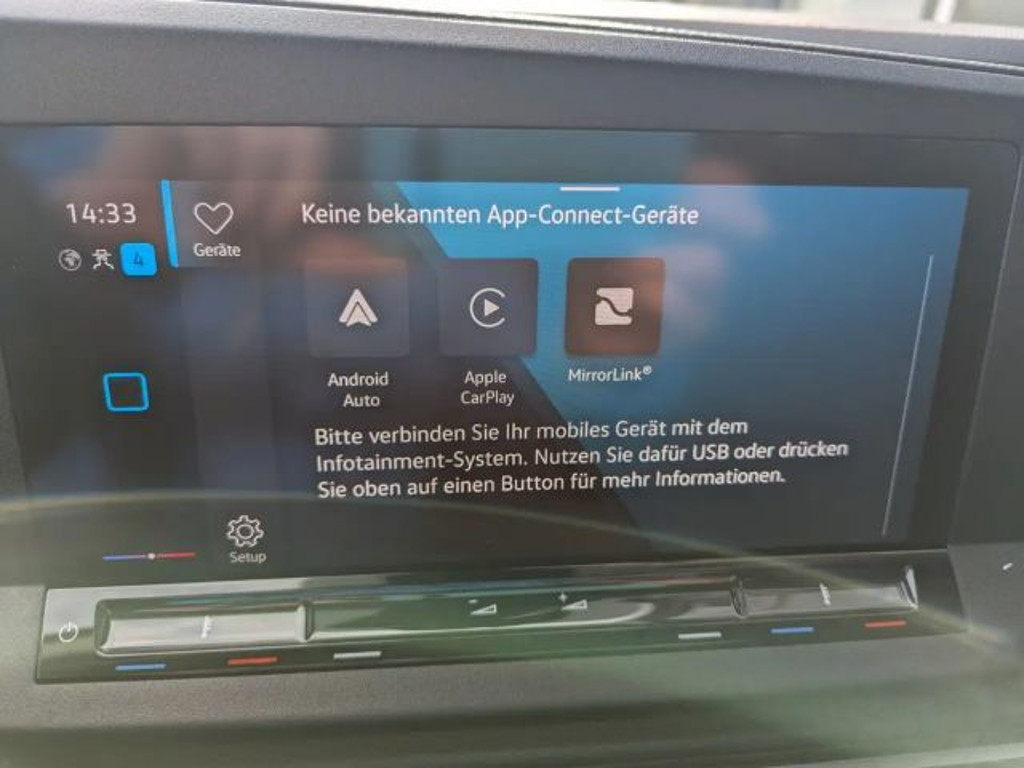 14:33
4
Geräte
Keine bekannten App-Connect-Geräte
Android
Auto
Apple
CarPlay
MirrorLink®
Bitte verbinden Sie Ihr mobiles Gerät mit dem
Infotainment-System. Nutzen Sie dafür USB oder drücken
Sie oben auf einen Button für mehr Informationen.
Setup